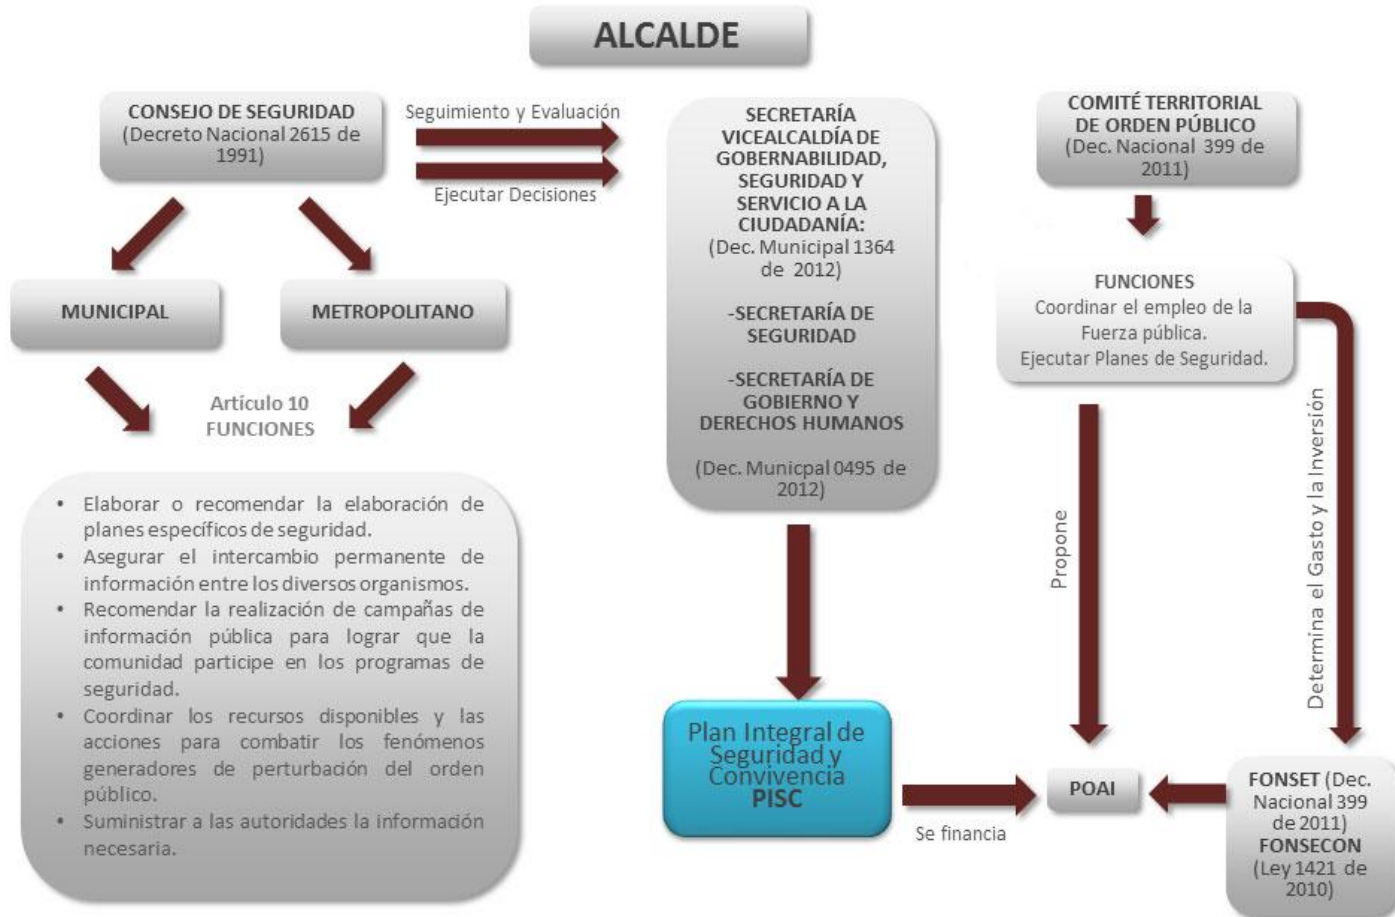 ALCALDE
CONSEJO DE SEGURIDAD
(Decreto Nacional 2615 de
1991)
Seguimiento y Evaluación
Ejecutar Decisiones
MUNICIPAL
METROPOLITANO
Artículo 10
FUNCIONES
• Elaborar o recomendar la elaboración de
planes específicos de seguridad.
• Asegurar el intercambio permanente de
información entre los diversos organismos.
• Recomendar la realización de campañas de
información pública para lograr que la
comunidad participe en los programas de
seguridad.
• Coordinar los recursos disponibles y las
acciones para combatir los fenómenos
generadores de perturbación del orden
público.
• Suministrar a las autoridades la información
necesaria.
SECRETARÍA
VICEALCALDÍA DE
GOBERNABILIDAD,
SEGURIDAD Y
SERVICIO A LA
CIUDADANÍA:
(Dec. Municipal 1364
de 2012)
-SECRETARÍA DE
SEGURIDAD
-SECRETARÍA DE
GOBIERNO Y
DERECHOS HUMANOS
(Dec. Municpal 0495 de
2012)
Plan Integral de
Seguridad y
Convivencia
PISC
Se financia
COMITÉ TERRITORIAL
DE ORDEN PÚBLICO
(Dec. Nacional 399 de
2011)
FUNCIONES
Coordinar el empleo de la
Fuerza pública.
Ejecutar Planes de Seguridad.
Propone
Determina el Gasto y la Inversión
POAI
FONSET (Dec.
Nacional 399
de 2011)
FONSECON
(Ley 1421 de
2010)